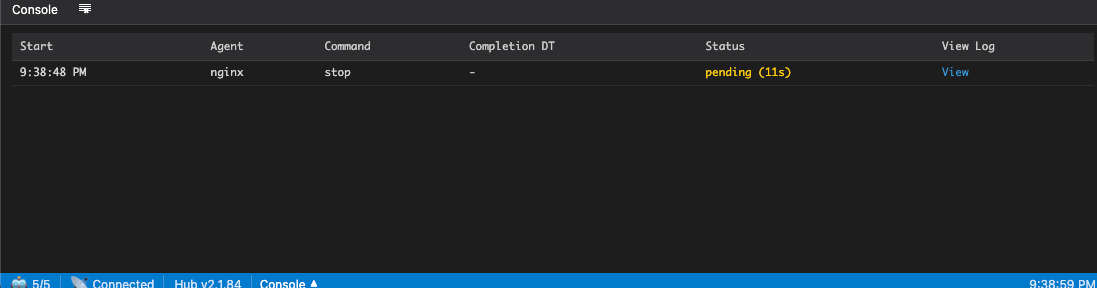 Console
Start Agent Command Completion DT Status View Log
9:38:48 PM nginx stop - pending (11s) View
5/5 Connected Hub v2.1.84 Console ▲ 9:38:59 PM